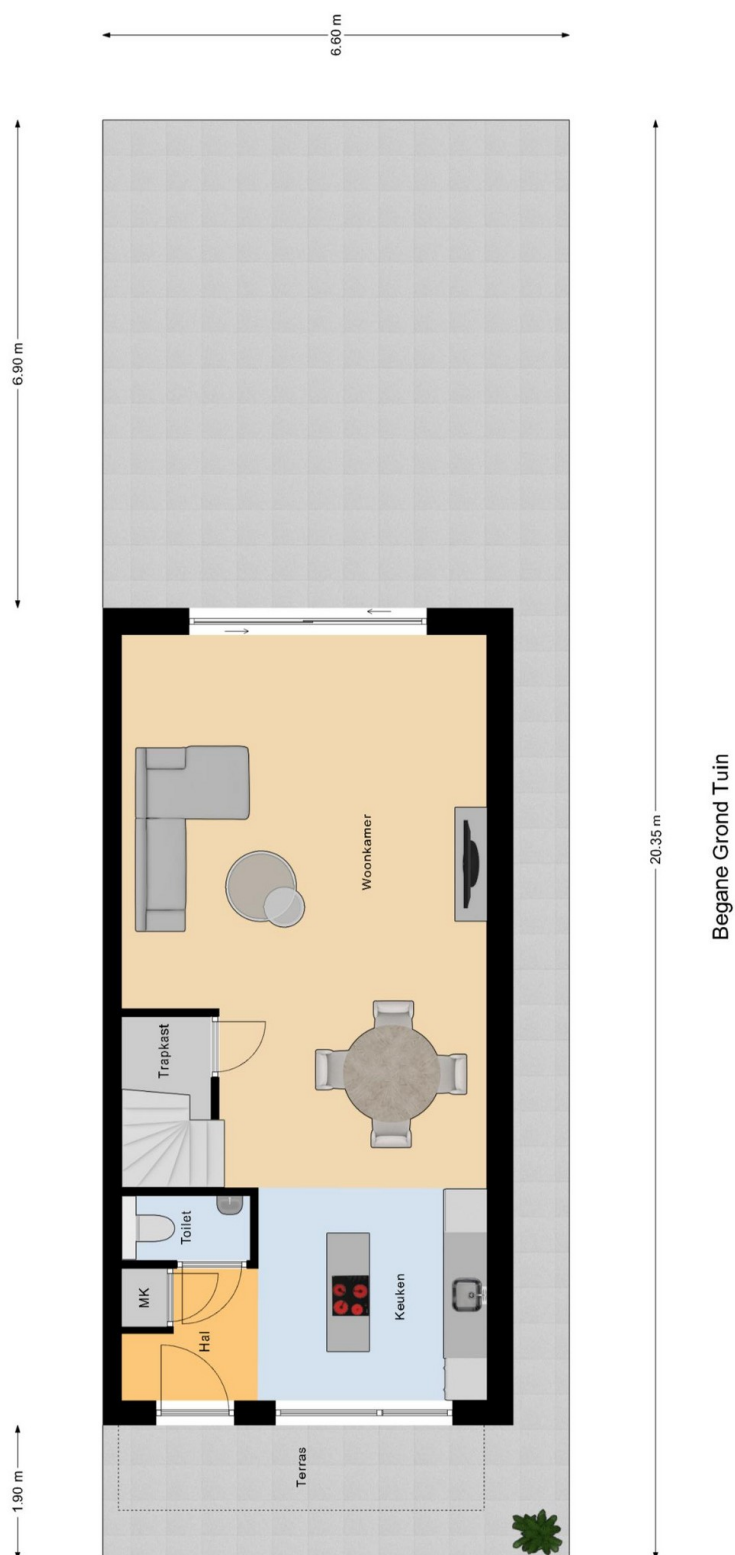 6.60 m
6.90 m
20.35 m
Begane Grond Tuin
Woonkamer
Trapkast
Toilet
MK
Hal
Keuken
Terras
1.90 m